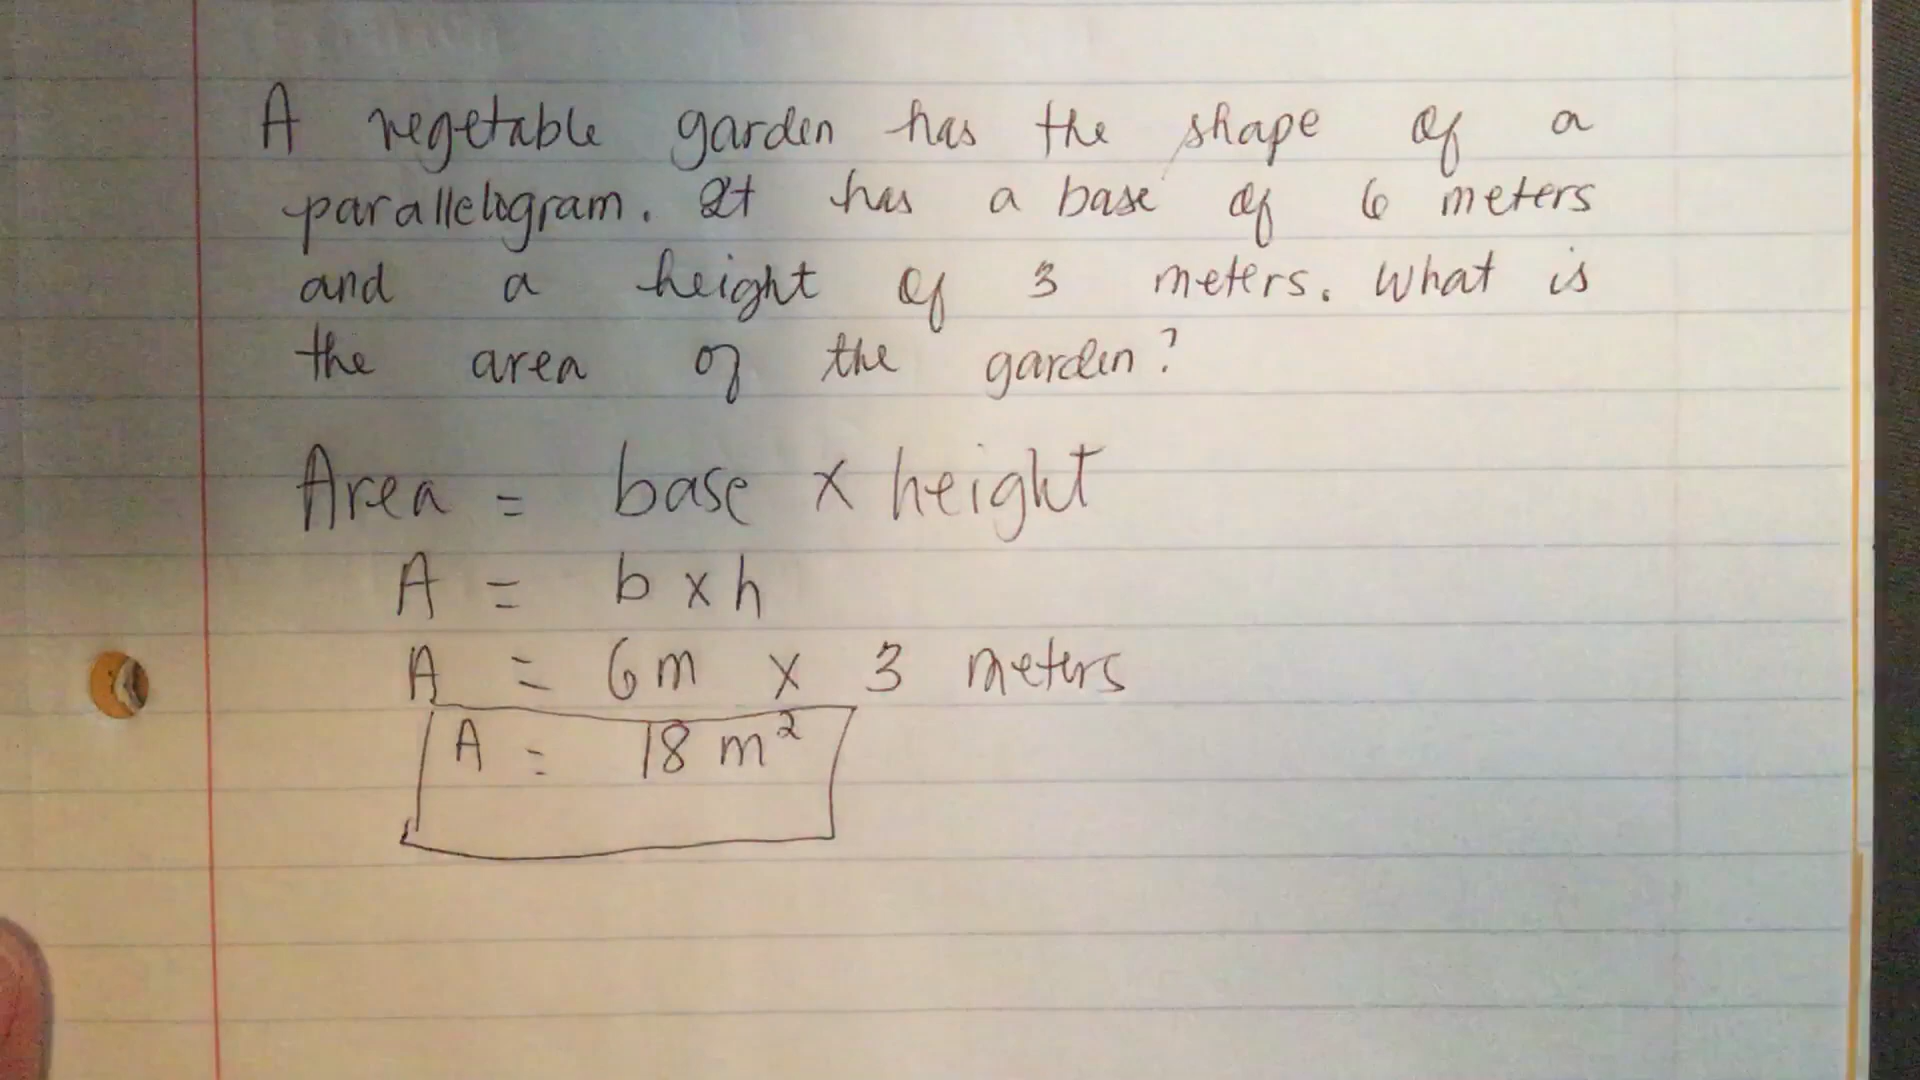 A vegetable garden has the shape of a
parallelogram. It has a base of 6 meters
and a height of 3 meters. What is
the area of the garden?
Area = base x height
A = b x h
A = 6m x 3 meters
A = 18 m²